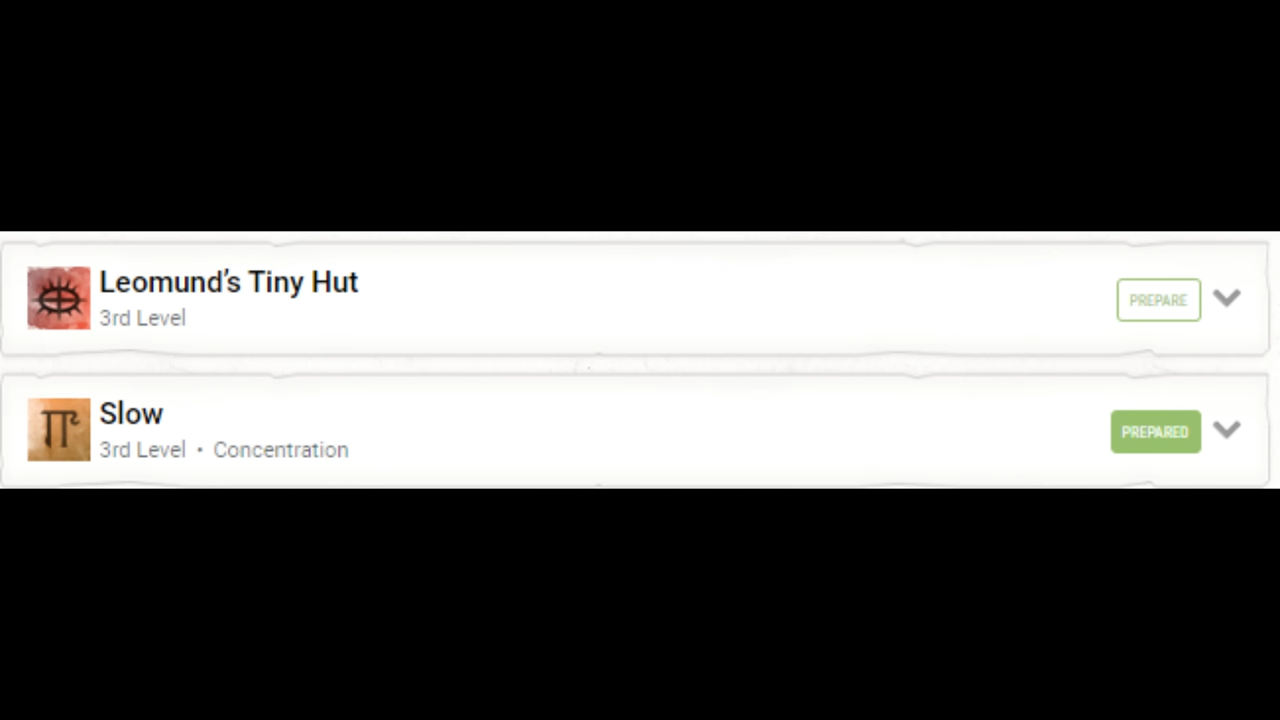 Leomund’s Tiny Hut
3rd Level
PREPARE
Slow
3rd Level • Concentration
PREPARED